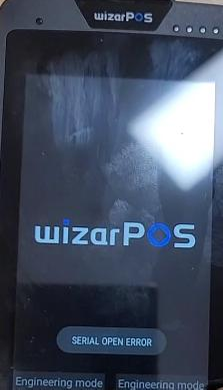 wizarPOS
wizarPOS
SERIAL OPEN ERROR
Engineering mode Engineering mode